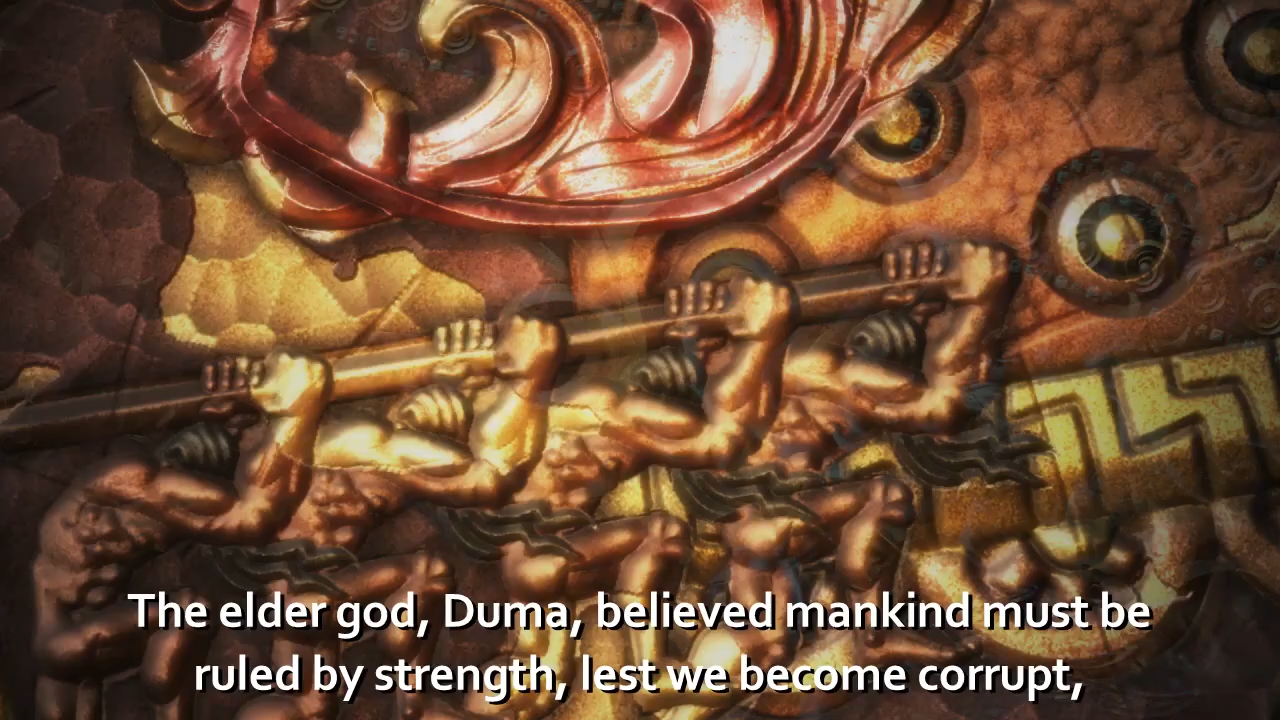 The elder god, Duma, believed mankind must be
ruled by strength, lest we become corrupt,